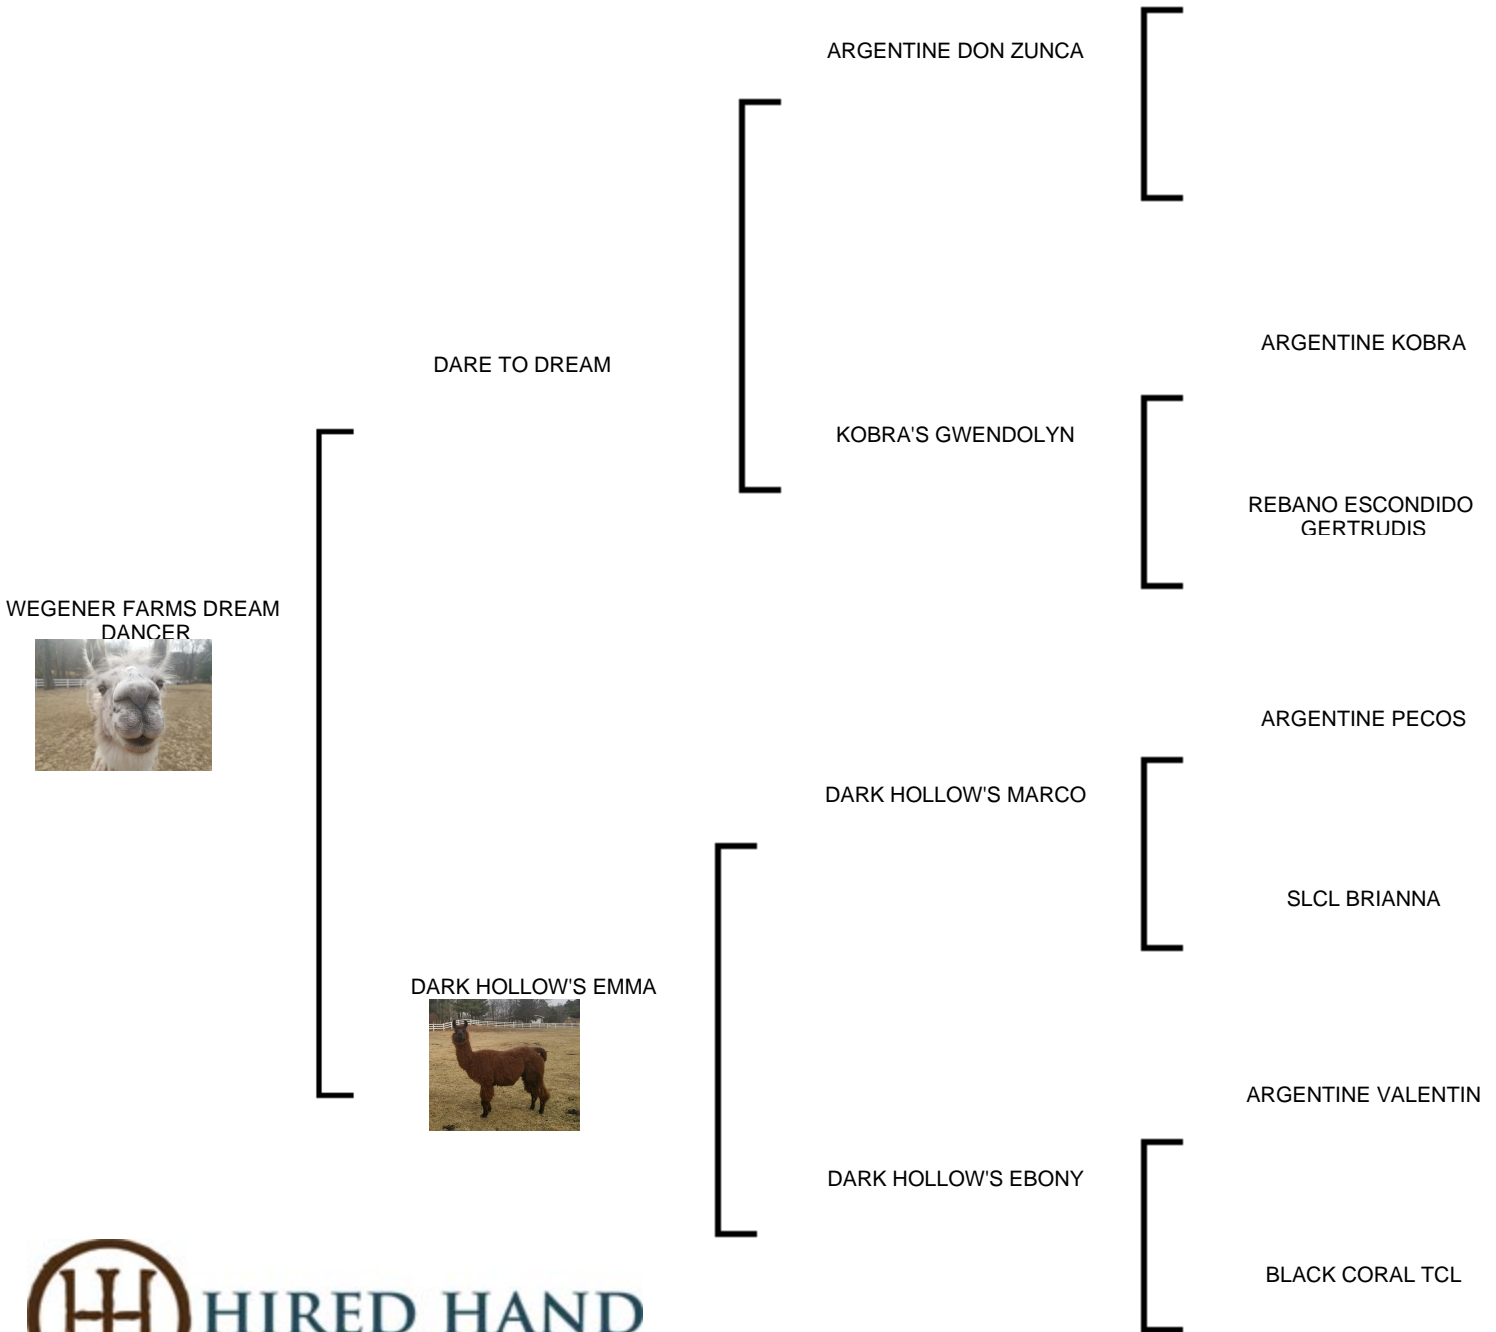 ARGENTINE DON ZUNCA
ARGENTINE KOBRA
DARE TO DREAM
KOBRA'S GWENDOLYN
REBANO ESCONDIDO
GERTRUDIS
WEGENER FARMS DREAM
DANCER
ARGENTINE PECOS
DARK HOLLOW'S MARCO
SLCL BRIANNA
DARK HOLLOW'S EMMA
ARGENTINE VALENTIN
DARK HOLLOW'S EBONY
BLACK CORAL TCL
HIRED HAND